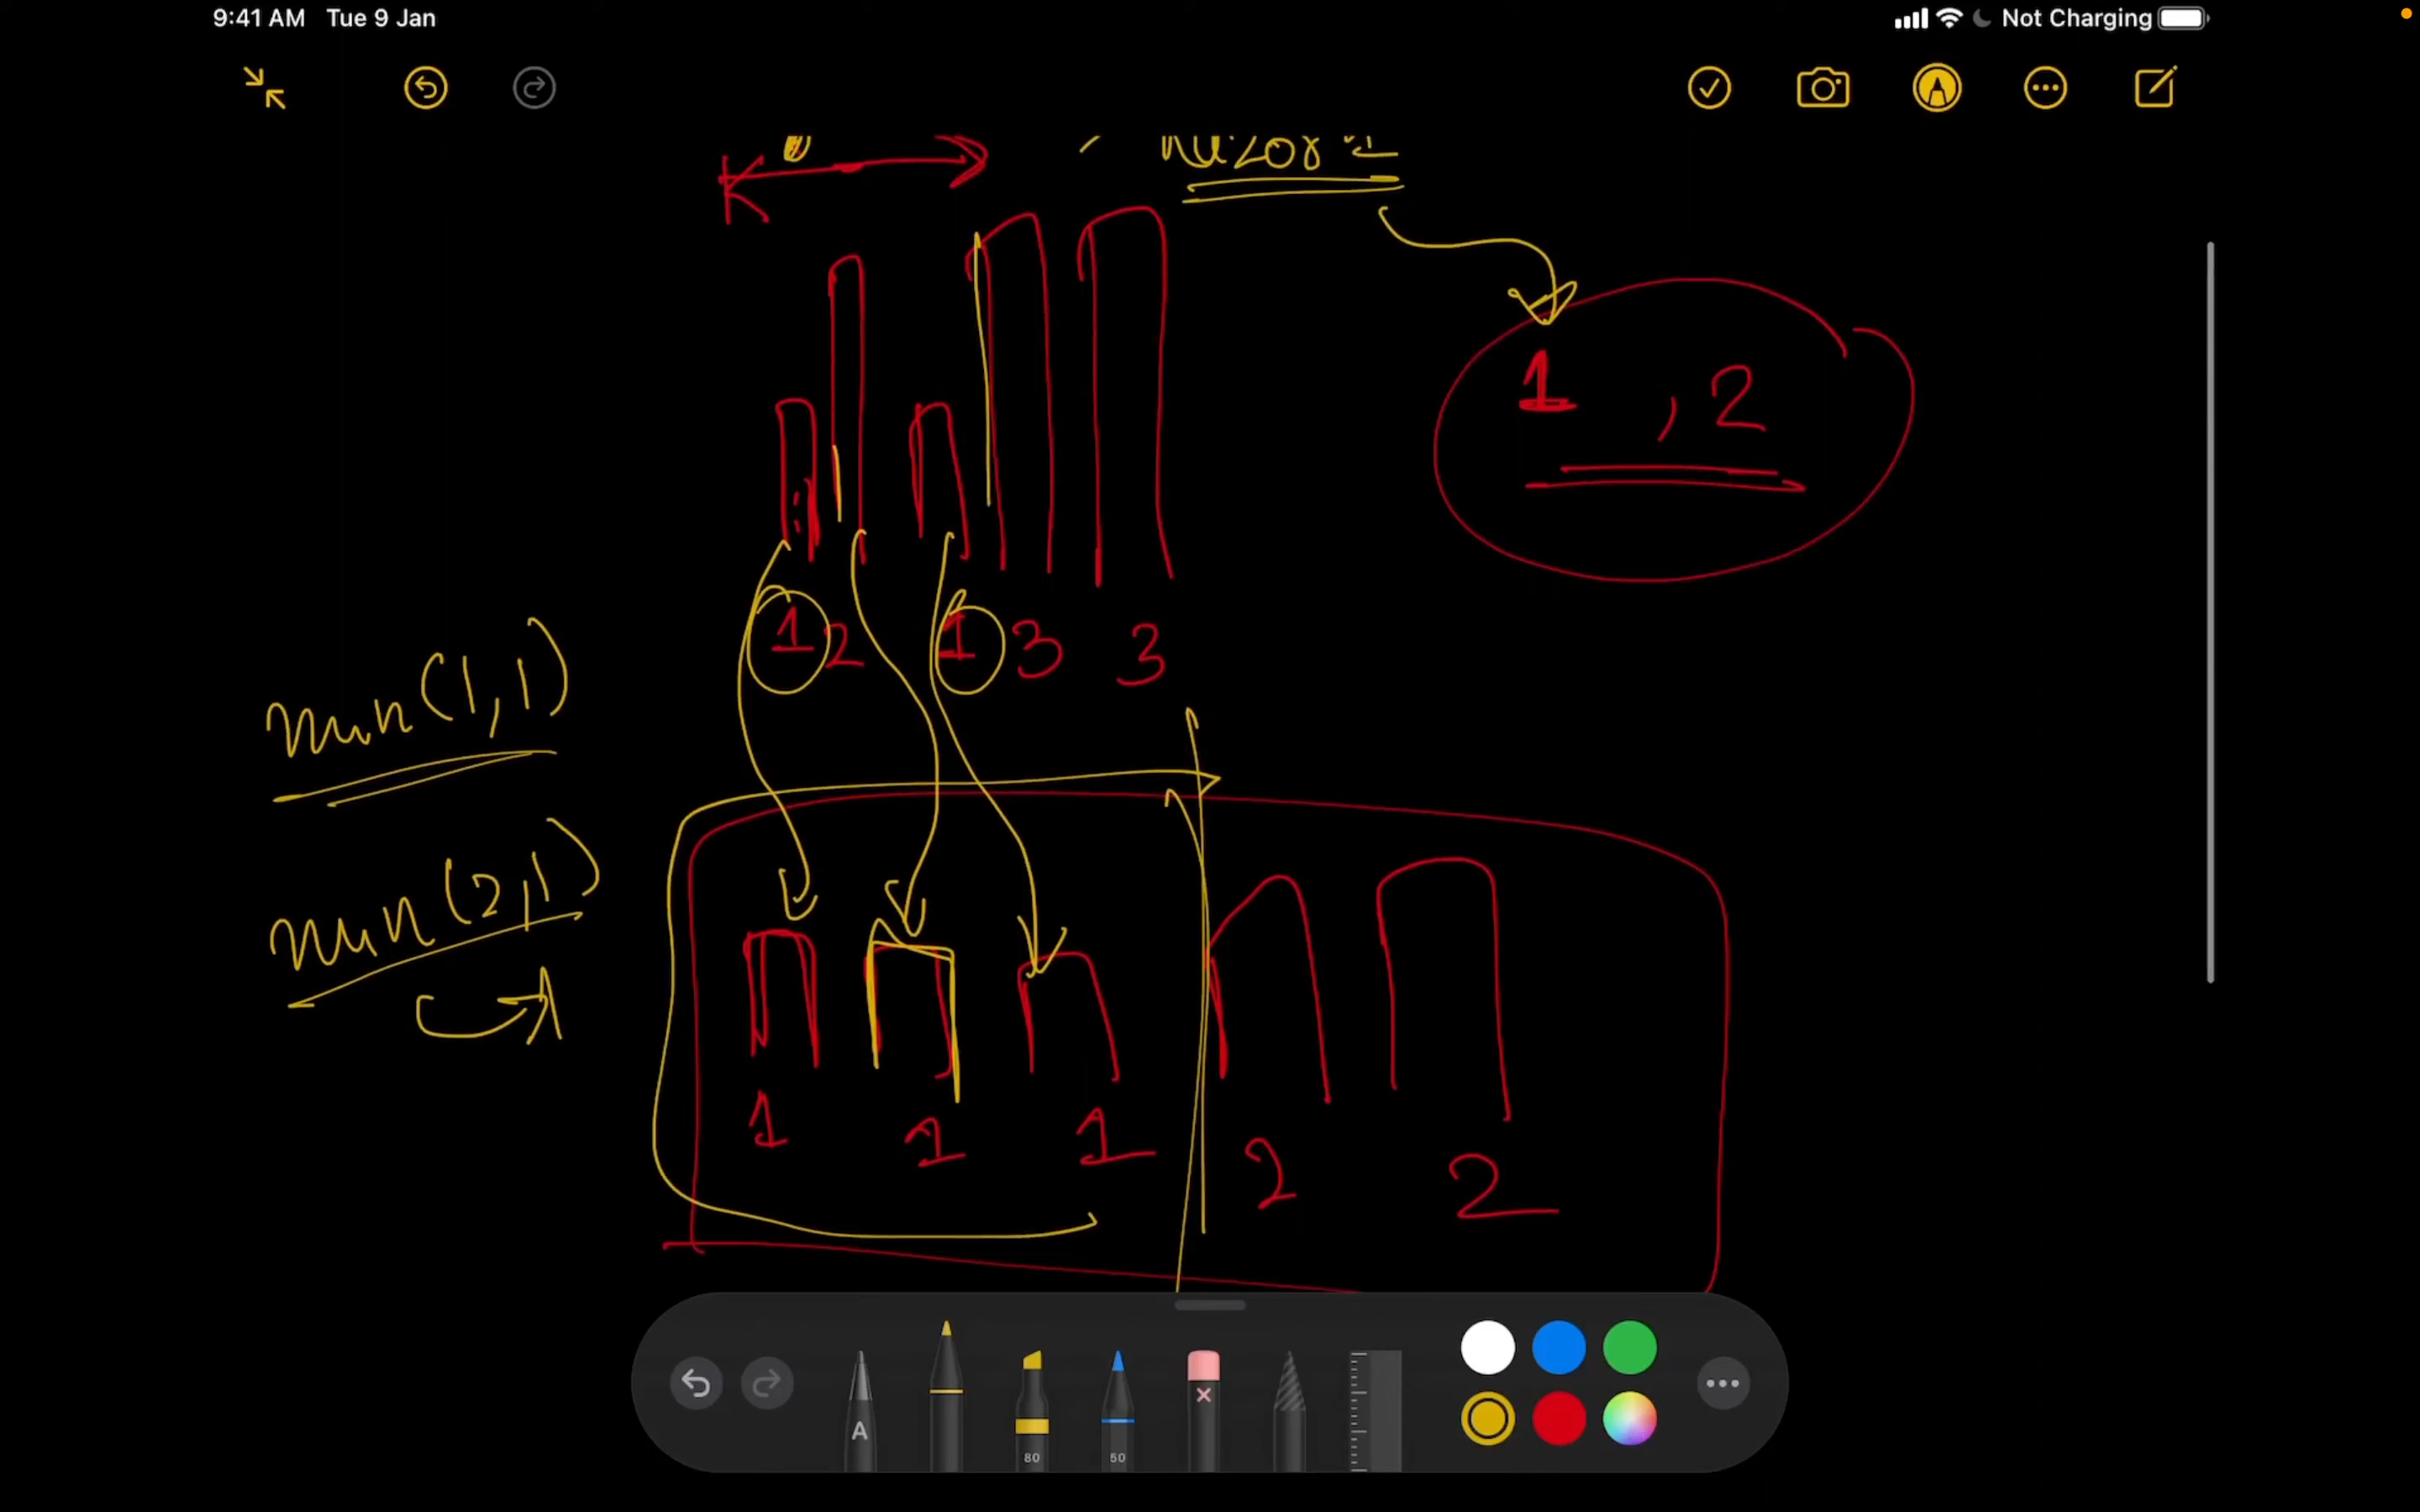 9:41 AM Tue 9 Jan
Not Charging
K
1 , 2
1 2 1 3 3
min(1,1)
min(2,1)
1 1 1 2 2
A
80
50